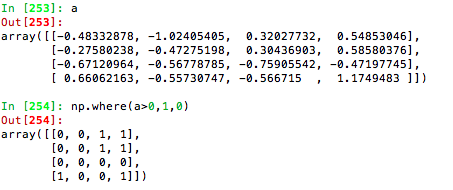 In [253]: a
Out[253]:
array([[-0.48332878, -1.02405405,  0.32027732,  0.54853046],
       [-0.27580238, -0.47275198,  0.30436903,  0.58580376],
       [-0.67120964, -0.56778785, -0.75905542, -0.47197745],
       [ 0.66062163, -0.55730747, -0.566715  ,  1.1749483 ]])
In [254]: np.where(a>0,1,0)
Out[254]:
array([[0, 0, 1, 1],
       [0, 0, 1, 1],
       [0, 0, 0, 0],
       [1, 0, 0, 1]])